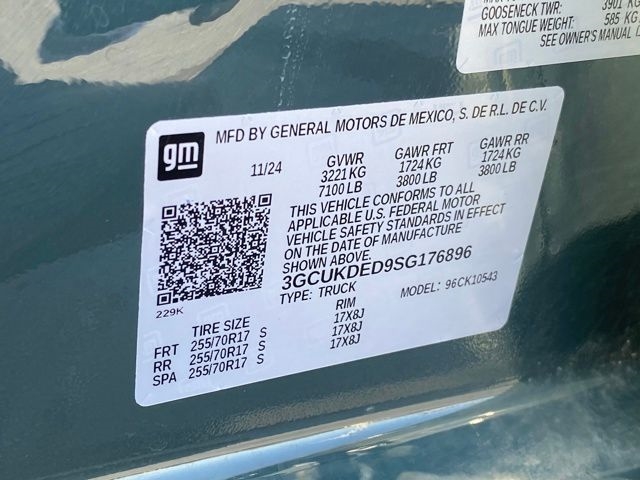 GOOSENECK TWR: 3901 KG
MAX TONGUE WEIGHT: 585 KG
SEE OWNER'S MANUAL
gm
MFD BY GENERAL MOTORS DE MEXICO, S. DE R.L. DE C.V.
11/24
GVWR
3221 KG
7100 LB
GAWR FRT
1724 KG
3800 LB
GAWR RR
1724 KG
3800 LB
THIS VEHICLE CONFORMS TO ALL
APPLICABLE U.S. FEDERAL MOTOR
VEHICLE SAFETY STANDARDS IN EFFECT
ON THE DATE OF MANUFACTURE
SHOWN ABOVE.
3GCUKDED9SG176896
TYPE: TRUCK
MODEL: 96CK10543
229K
TIRE SIZE RIM
FRT 255/70R17 S 17X8J
RR 255/70R17 S 17X8J
SPA 255/70R17 S 17X8J